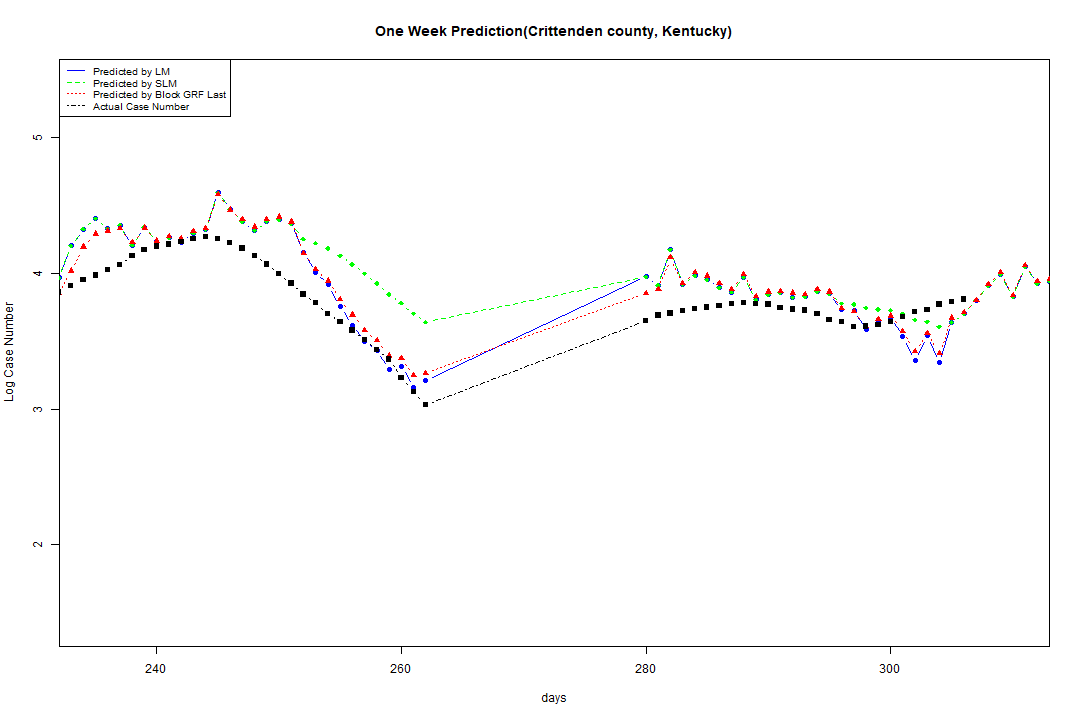 One Week Prediction(Crittenden county, Kentucky)
Predicted by LM
Predicted by SLM
Predicted by Block GRF Last
Actual Case Number
5
4
3
2
Log Case Number
240 260 280 300
days